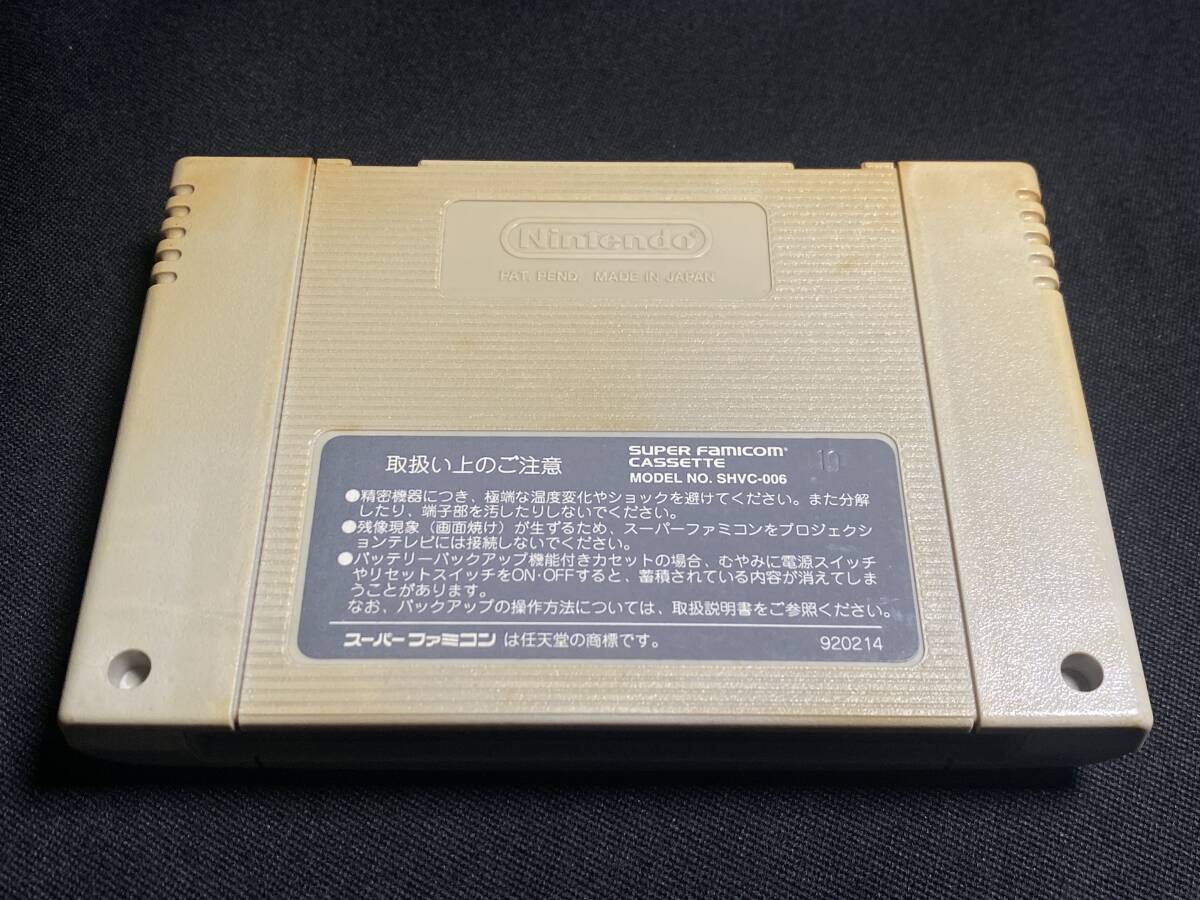 Nintendo®
PAT. PEND. MADE IN JAPAN
取扱い上のご注意
SUPER FAMICOM®
CASSETTE
MODEL NO. SHVC-006
10
●精密機器につき、極端な温度変化やショックを避けてください。また分解
したり、端子部を汚したりしないでください。
●残像現象（画面焼け）が生ずるため、スーパーファミコンをプロジェクシ
ョンテレビには接続しないでください。
●バッテリーバックアップ機能付きカセットの場合、むやみに電源スイッチ
やリセットスイッチをON・OFFすると、蓄積されている内容が消えてしま
うことがあります。
なお、バックアップの操作方法については、取扱説明書をご参照ください。
スーパーファミコン は任天堂の商標です。
920214